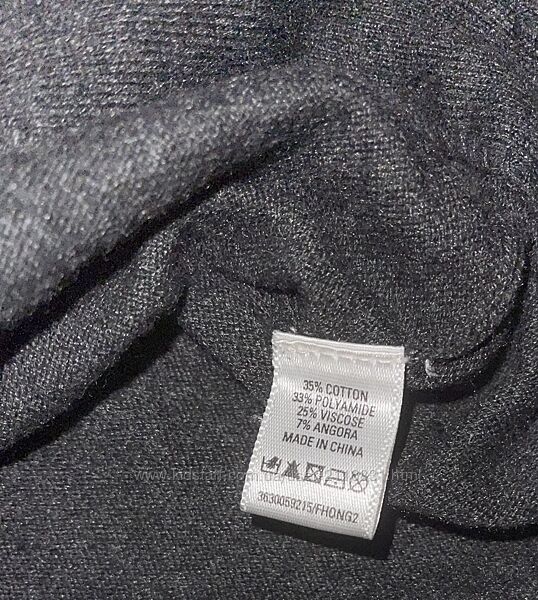 35% COTTON
33% POLYAMIDE
25% VISCOSE
7% ANGORA
MADE IN CHINA
3630059215/FHONG2